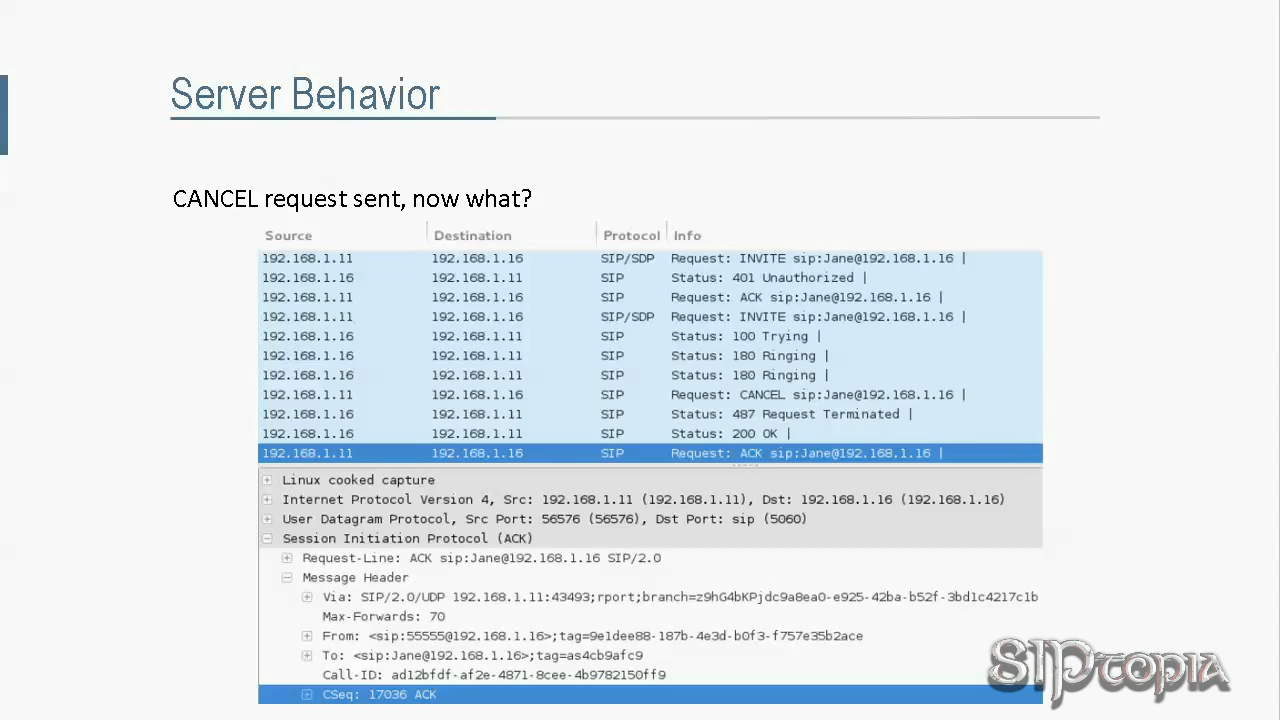 Server Behavior
CANCEL request sent, now what?
Source Destination Protocol Info
192.168.1.11 192.168.1.16 SIP/SDP Request: INVITE sip:Jane@192.168.1.16 |
192.168.1.16 192.168.1.11 SIP Status: 401 Unauthorized |
192.168.1.11 192.168.1.16 SIP Request: ACK sip:Jane@192.168.1.16 |
192.168.1.11 192.168.1.16 SIP/SDP Request: INVITE sip:Jane@192.168.1.16 |
192.168.1.16 192.168.1.11 SIP Status: 100 Trying |
192.168.1.16 192.168.1.11 SIP Status: 180 Ringing |
192.168.1.16 192.168.1.11 SIP Status: 180 Ringing |
192.168.1.11 192.168.1.16 SIP Request: CANCEL sip:Jane@192.168.1.16 |
192.168.1.16 192.168.1.11 SIP Status: 487 Request Terminated |
192.168.1.16 192.168.1.11 SIP Status: 200 OK |
192.168.1.11 192.168.1.16 SIP Request: ACK sip:Jane@192.168.1.16 |
Linux cooked capture
Internet Protocol Version 4, Src: 192.168.1.11 (192.168.1.11), Dst: 192.168.1.16 (192.168.1.16)
User Datagram Protocol, Src Port: 56576 (56576), Dst Port: sip (5060)
Session Initiation Protocol (ACK)
Request-Line: ACK sip:Jane@192.168.1.16 SIP/2.0
Message Header
Via: SIP/2.0/UDP 192.168.1.11:43493;rport;branch=z9hG4bKPjdc9a8ea0-e925-42ba-b52f-3bd1c4217c1b
Max-Forwards: 70
From: <sip:55555@192.168.1.16>;tag=9e1dee88-187b-4e3d-b0f3-f757e35b2ace
To: <sip:Jane@192.168.1.16>;tag=as4cb9afc9
Call-ID: ad12bfdf-af2e-4871-8cee-4b9782150ff9
CSeq: 17036 ACK
SIPtopia